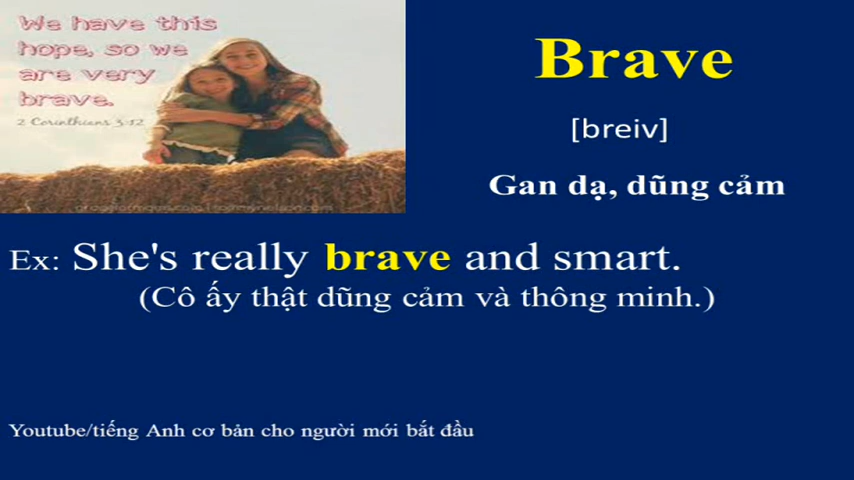 We have this
hope, so we
are very
brave.
2 Corinthians 3:12
Brave
[breiv]
Gan dạ, dũng cảm
Ex: She's really brave and smart.
(Cô ấy thật dũng cảm và thông minh.)
Youtube/tiếng Anh cơ bản cho người mới bắt đầu